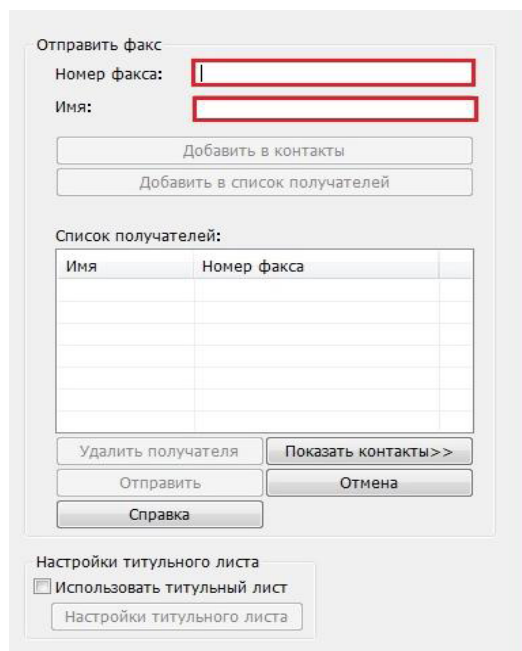 Отправить факс
Номер факса:
Имя:
Добавить в контакты
Добавить в список получателей
Список получателей:
Имя Номер факса
Удалить получателя Показать контакты>>
Отправить Отмена
Справка
Настройки титульного листа
Использовать титульный лист
Настройки титульного листа